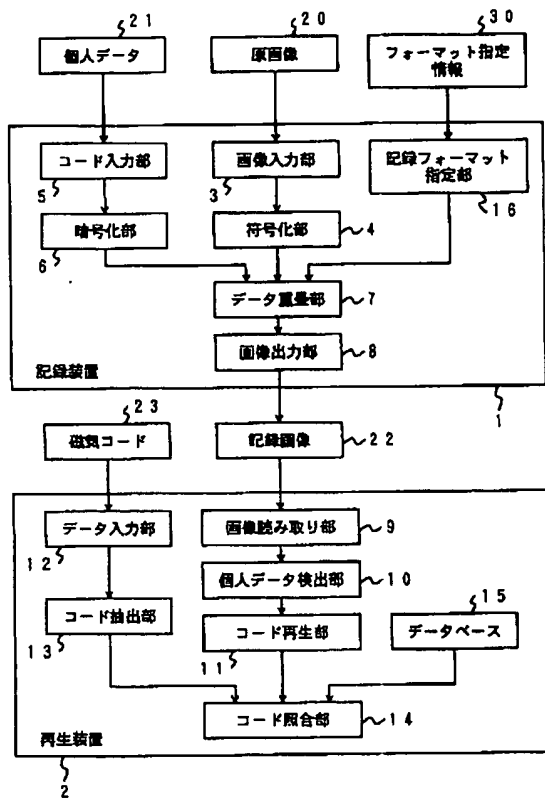 21
20
30
個人データ
原画像
フォーマット指定
情報
コード入力部
画像入力部
記録フォーマット
指定部
5
3
16
暗号化部
符号化部
4
6
データ重畳部
7
画像出力部
8
記録装置
1
23
磁気コード
記録画像
22
データ入力部
画像読み取り部
9
12
個人データ検出部
10
コード抽出部
コード再生部
15
データベース
13
11
コード照合部
14
再生装置
2